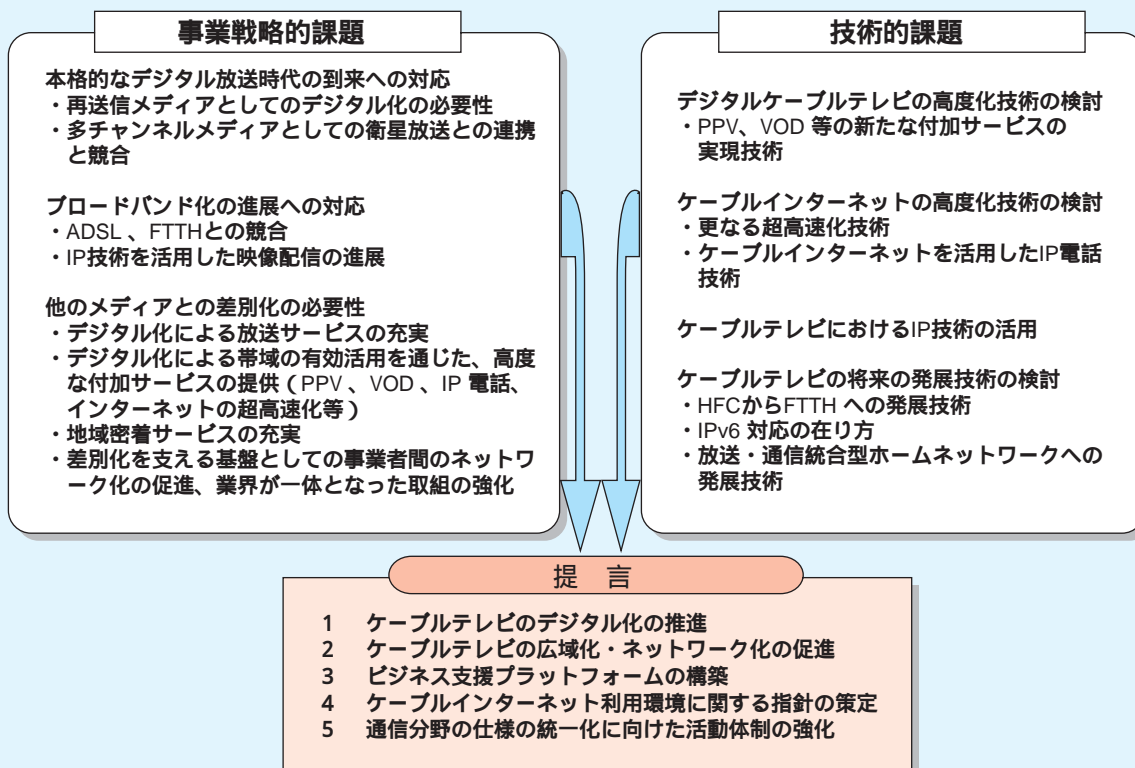 事業戦略的課題
本格的なデジタル放送時代の到来への対応
・再送信メディアとしてのデジタル化の必要性
・多チャンネルメディアとしての衛星放送との連携
と競合
ブロードバンド化の進展への対応
・ADSL 、FTTHとの競合
・IP技術を活用した映像配信の進展
他のメディアとの差別化の必要性
・デジタル化による放送サービスの充実
・デジタル化による帯域の有効活用を通じた、高度
な付加サービスの提供（PPV 、VOD 、IP 電話、
インターネットの超高速化等）
・地域密着サービスの充実
・差別化を支える基盤としての事業者間のネットワ
ーク化の促進、業界が一体となった取組の強化
技術的課題
デジタルケーブルテレビの高度化技術の検討
・PPV、VOD 等の新たな付加サービスの
実現技術
ケーブルインターネットの高度化技術の検討
・更なる超高速化技術
・ケーブルインターネットを活用したIP電話
技術
ケーブルテレビにおけるIP技術の活用
ケーブルテレビの将来の発展技術の検討
・HFCからFTTH への発展技術
・IPv6 対応の在り方
・放送・通信統合型ホームネットワークへの
発展技術
提 言
1 ケーブルテレビのデジタル化の推進
2 ケーブルテレビの広域化・ネットワーク化の促進
3 ビジネス支援プラットフォームの構築
4 ケーブルインターネット利用環境に関する指針の策定
5 通信分野の仕様の統一化に向けた活動体制の強化